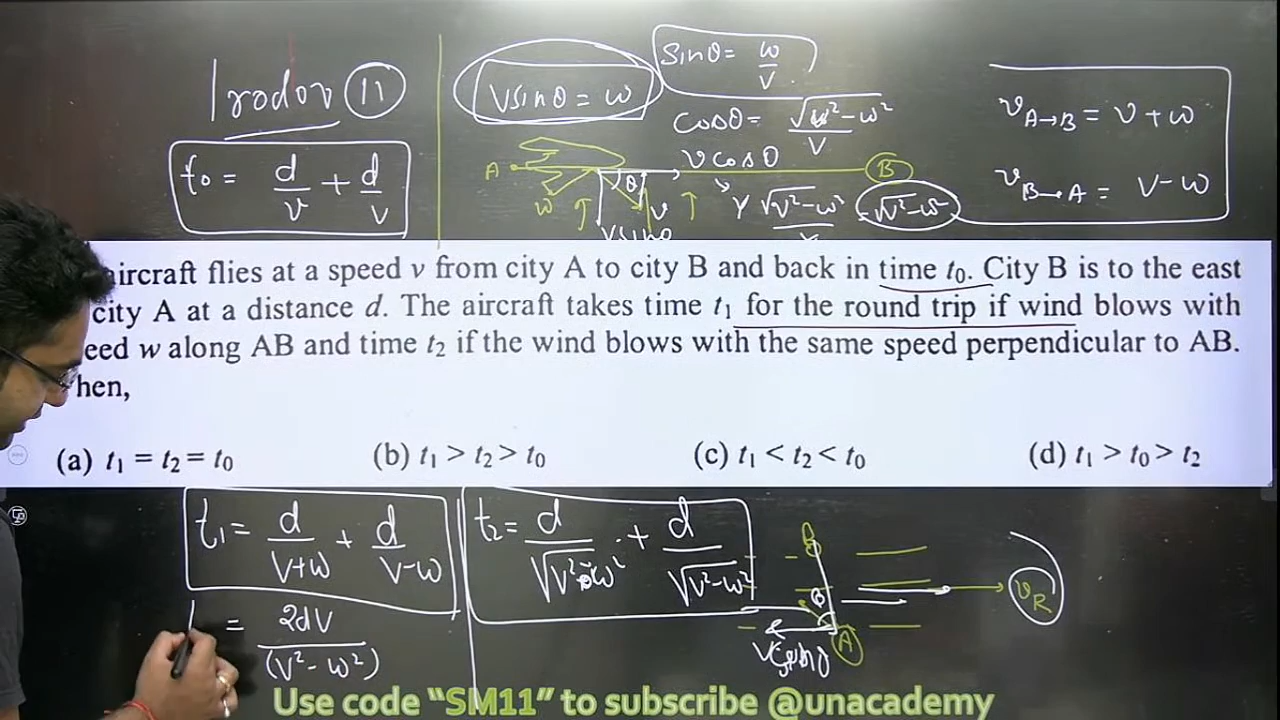 Irodov 11
t₀ = d/v + d/v
Vsinθ = w
Sinθ = w/v
Cosθ = √v²-w²/v
A
w
θ
v
Vsinθ
v cosθ
B
v √v²-w²/v
√v²-w²
v A→B = v+w
v B→A = v-w
aircraft flies at a speed v from city A to city B and back in time t₀. City B is to the east
city A at a distance d. The aircraft takes time t₁ for the round trip if wind blows with
eed w along AB and time t₂ if the wind blows with the same speed perpendicular to AB.
hen,
(a) t₁ = t₂ = t₀
(b) t₁ > t₂ > t₀
(c) t₁ < t₂ < t₀
(d) t₁ > t₀ > t₂
t₁ = d/v+w + d/v-w
= 2dv/(v²-w²)
t₂ = d/√v²-w² + d/√v²-w²
B
θ
A
v R
Use code “SM11” to subscribe @unacademy